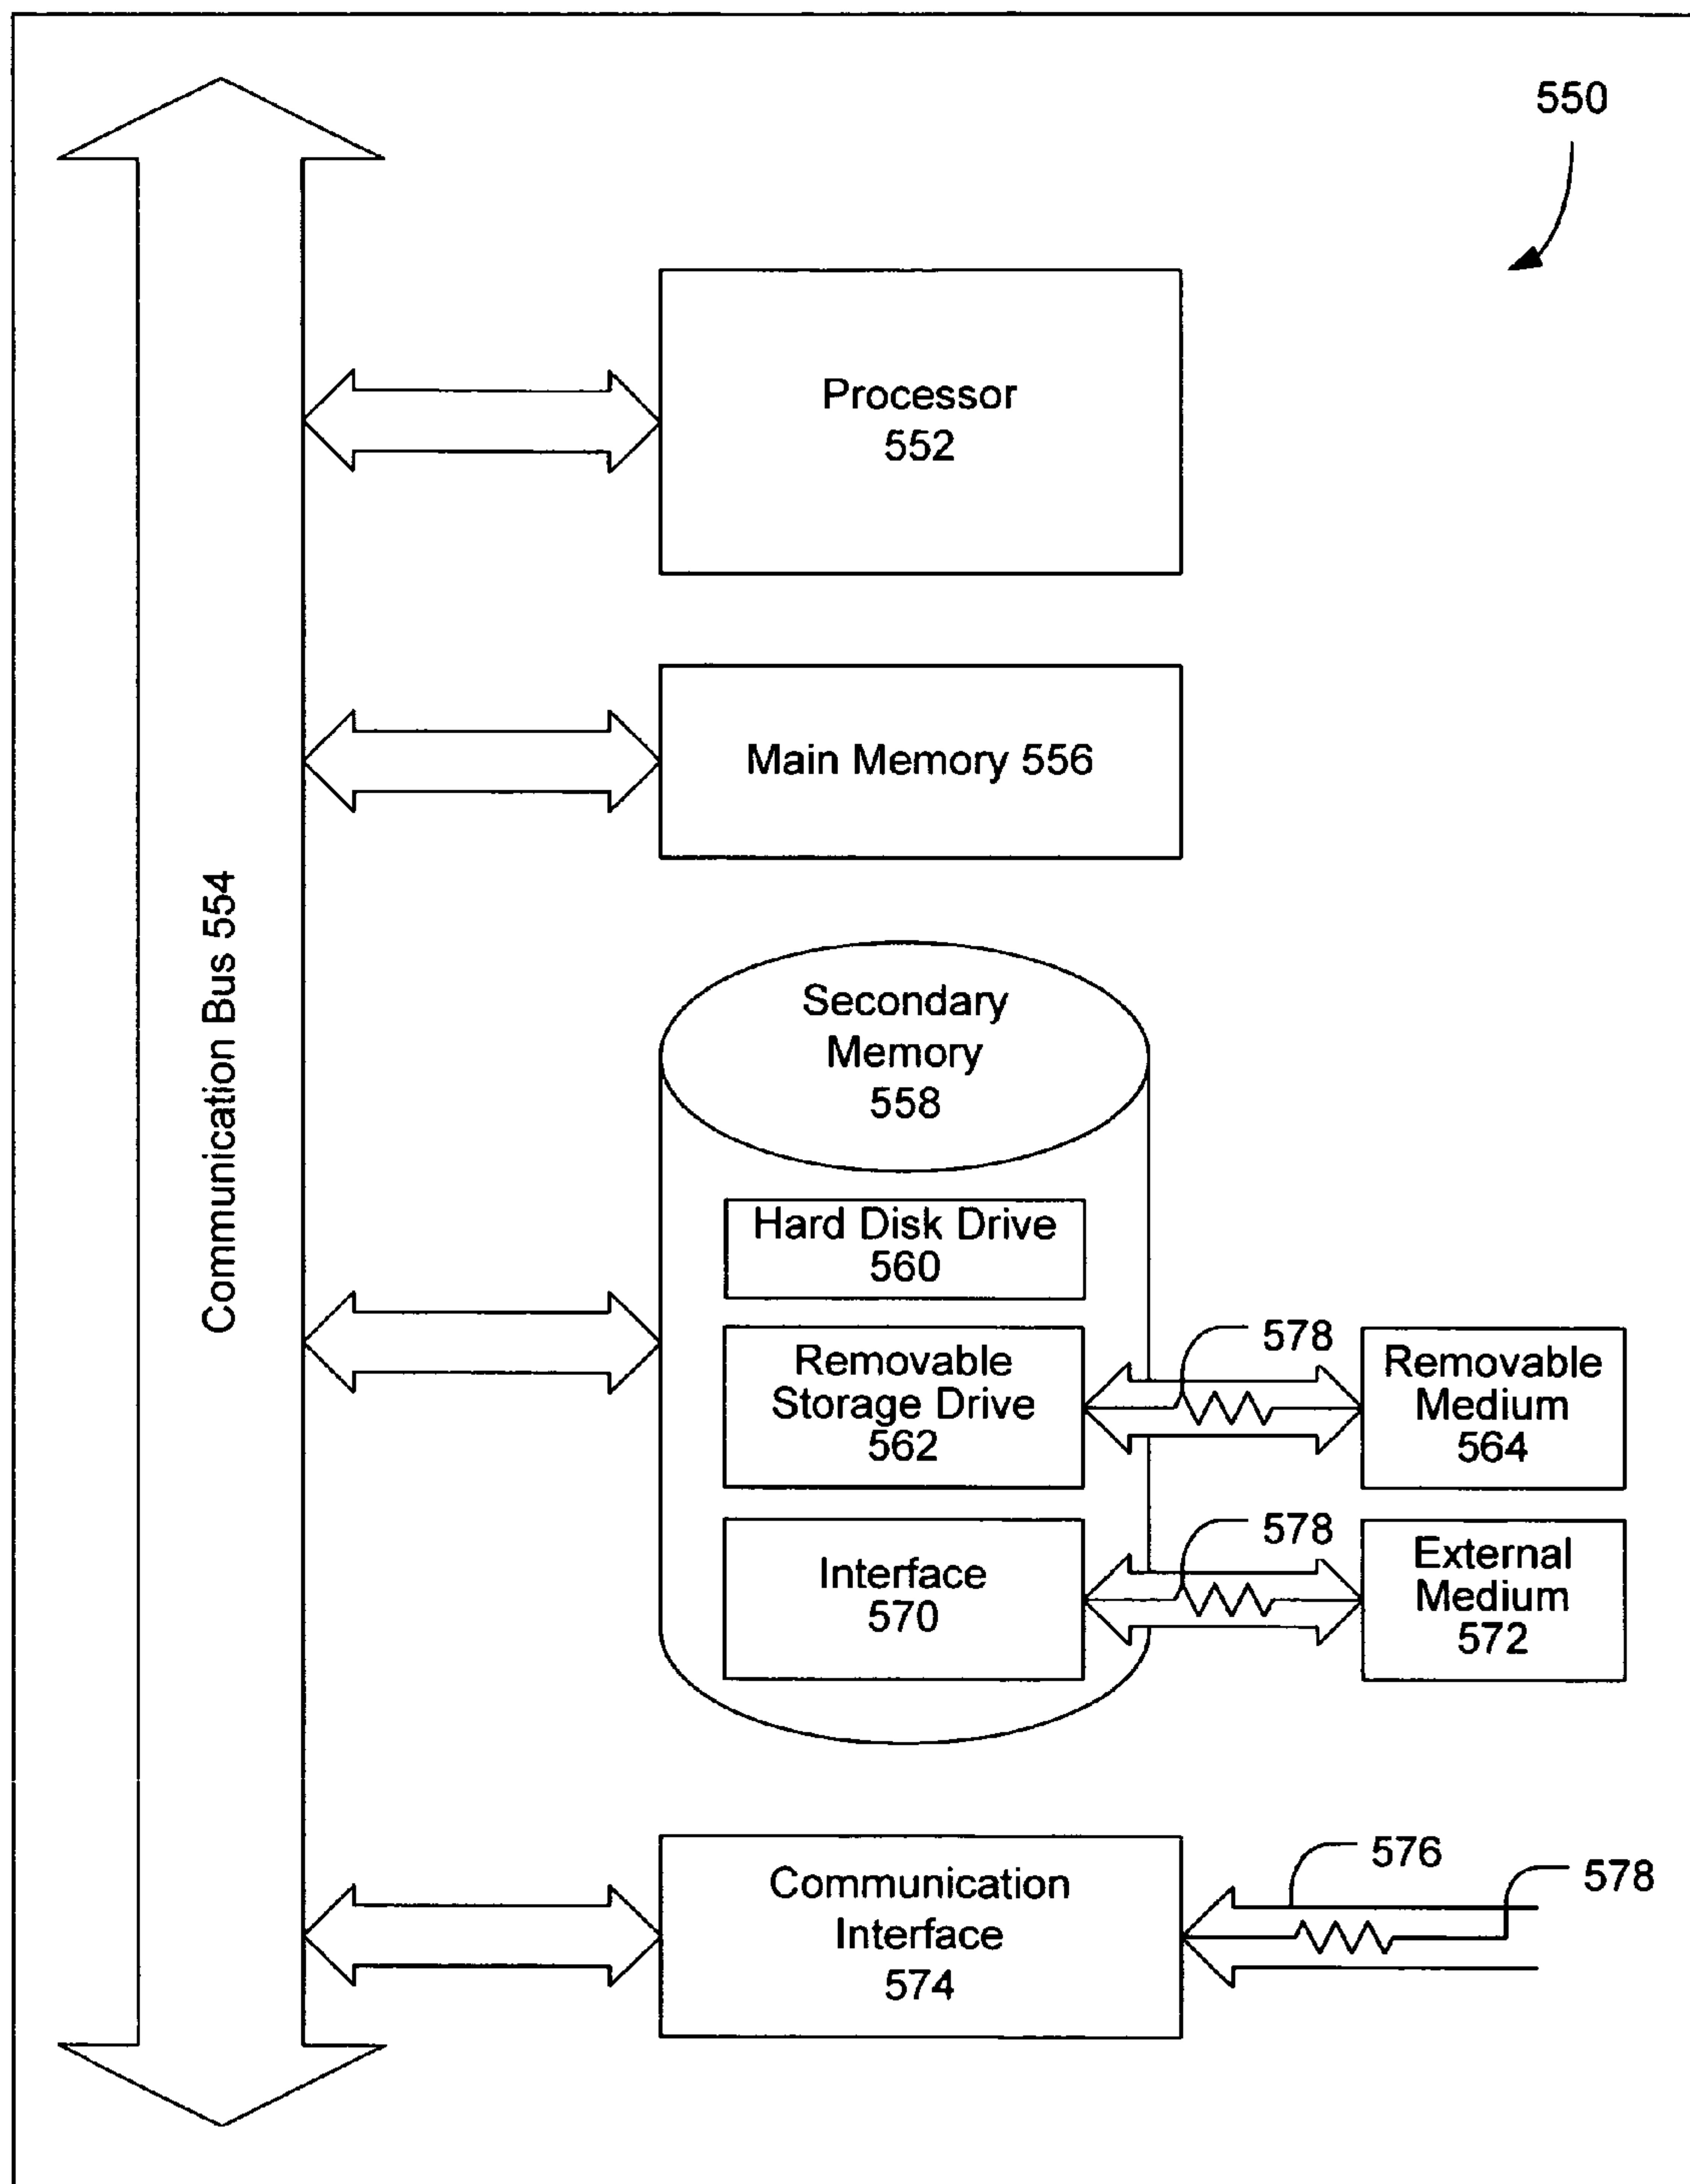 550
Processor
552
Main Memory 556
Communication Bus 554
Secondary
Memory
558
Hard Disk Drive
560
Removable
Storage Drive
562
578
Removable
Medium
564
Interface
570
578
External
Medium
572
Communication
Interface
574
576
578